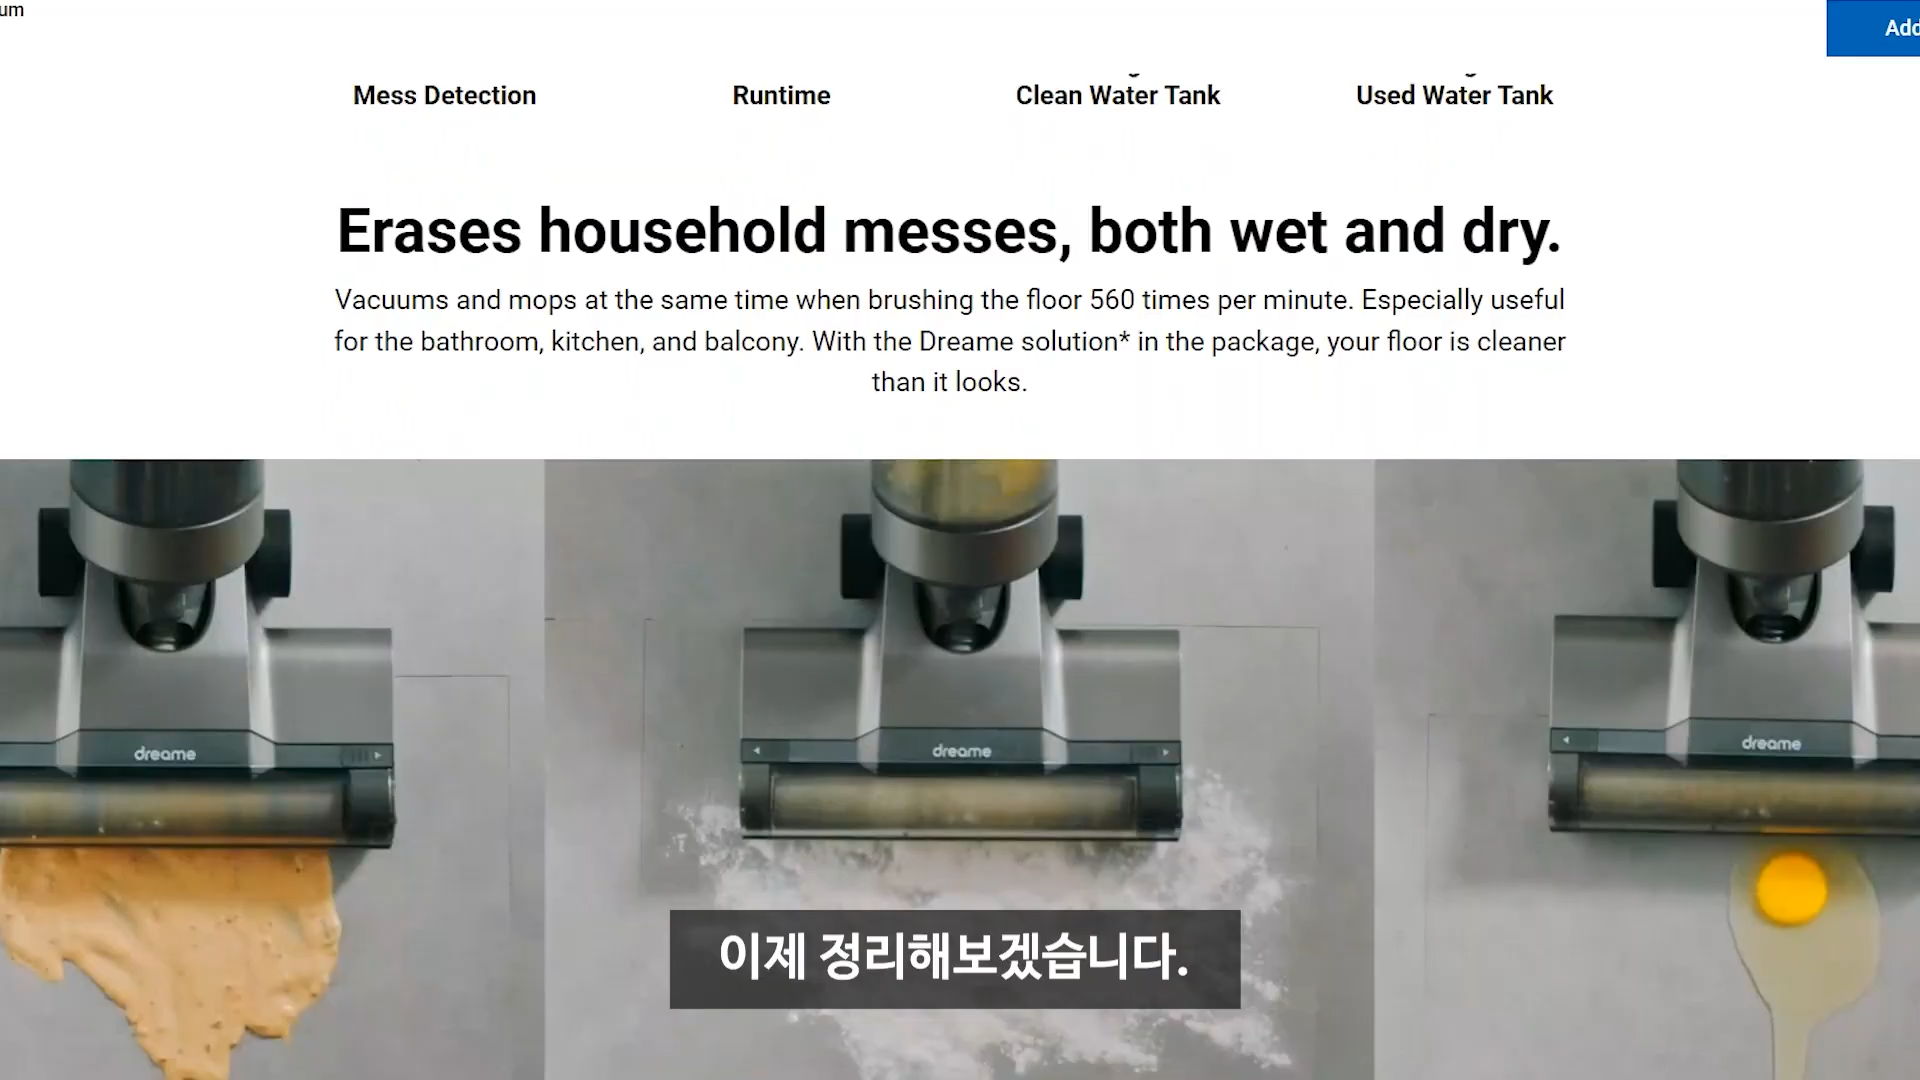 um
Add
Mess Detection
Runtime
Clean Water Tank
Used Water Tank
Erases household messes, both wet and dry.
Vacuums and mops at the same time when brushing the floor 560 times per minute. Especially useful
for the bathroom, kitchen, and balcony. With the Dreame solution* in the package, your floor is cleaner
than it looks.
dreame
dreame
dreame
이제 정리해보겠습니다.